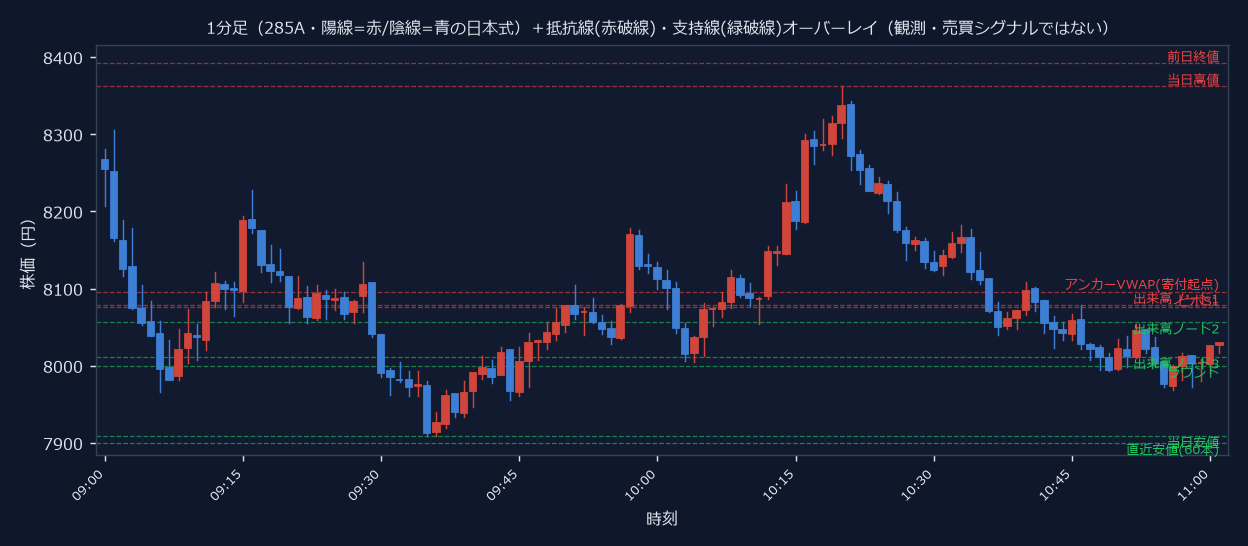 1分足（285A・陽線=赤/陰線=青の日本式）＋抵抗線(赤破線)・支持線(緑破線)オーバーレイ（観測・売買シグナルではない）
前日終値
当日高値
アンカーVWAP(寄付起点)
出来高ノード1
出来高ノード2
ラウンド
当日安値
直近安値(60本)
8400
8300
8200
8100
8000
7900
株価（円）
09:00
09:15
09:30
09:45
10:00
10:15
10:30
10:45
11:00
時刻